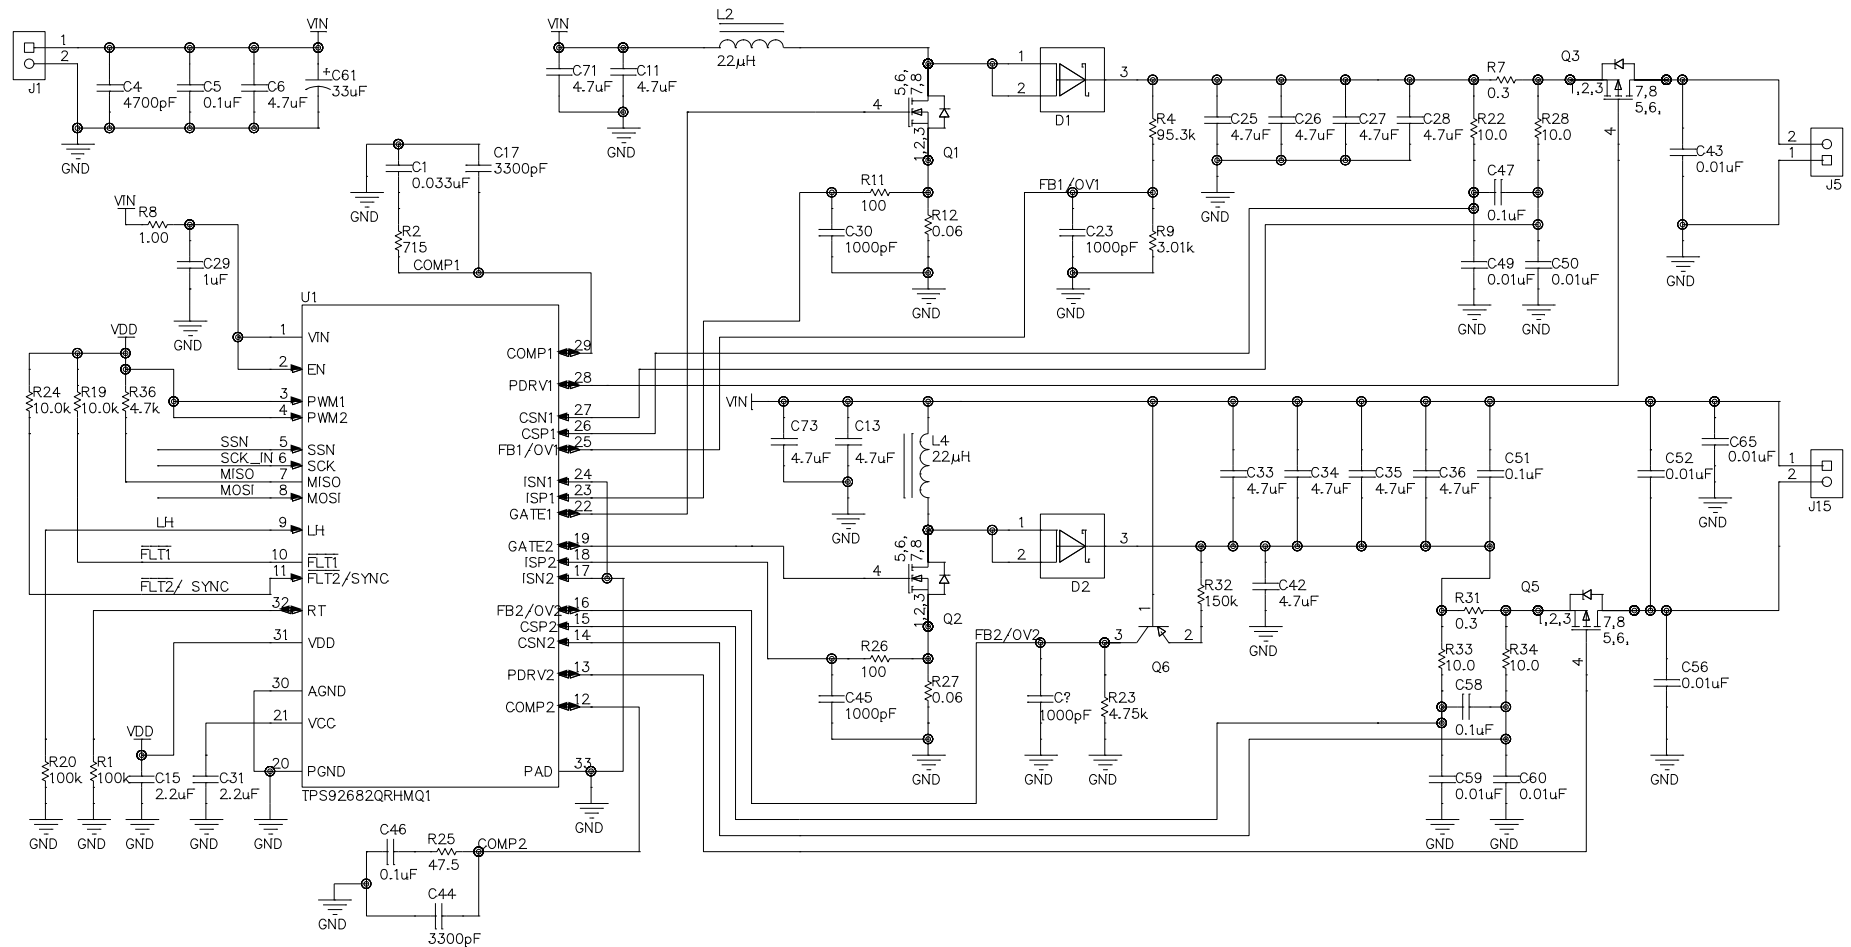 J1
1
2
C4
4700pF
C5
0.1uF
C6
4.7uF
VIN
+
C61
33uF
GND
VIN
C71
4.7uF
C11
4.7uF
GND
L2
22µH
5,6,
7,8
4
1,2,3
Q1
1
2
D1
3
R4
95.3k
C25
4.7uF
C26
4.7uF
C27
4.7uF
C28
4.7uF
GND
R7
0.3
R22
10.0
R28
10.0
C47
0.1uF
C49
0.01uF
C50
0.01uF
GND
GND
Q3
1,2,3
7,8
5,6,
4
C43
0.01uF
GND
2
1
J5
GND
C1
0.033uF
C17
3300pF
R2
715
COMP1
R11
100
C30
1000pF
R12
0.06
GND
FB1/OV1
C23
1000pF
R9
3.01k
GND
VIN
R8
1.00
C29
1uF
GND
VDD
R24
10.0k
R19
10.0k
R36
4.7k
U1
1 VIN
2 EN
3 PWM1
4 PWM2
SSN 5 SSN
SCK_IN 6 SCK
MISO 7 MISO
MOSI 8 MOSI
LH 9 LH
FLT1 10 FLT1
FLT2/ SYNC 11 FLT2/SYNC
32 RT
31 VDD
30 AGND
21 VCC
20 PGND
COMP1 29
PDRV1 28
CSN1 27
CSP1 26
FB1/OV1 25
ISN1 24
ISP1 23
GATE1 22
GATE2 19
ISP2 18
ISN2 17
FB2/OV2 16
CSP2 15
CSN2 14
PDRV2 13
COMP2 12
PAD 33
TPS92682QRHMQ1
GND
R20
100k
GND
R1
100k
GND
VDD
C15
2.2uF
GND
C31
2.2uF
GND
GND
C46
0.1uF
R25
47.5
COMP2
C44
3300pF
GND
VIN
C73
4.7uF
C13
4.7uF
GND
L4
22µH
5,6,
7,8
4
1,2,3
Q2
1
2
D2
3
R26
100
C45
1000pF
R27
0.06
GND
FB2/OV2
C?
1000pF
GND
R23
4.75k
GND
3
1
2
Q6
R32
150k
C42
4.7uF
GND
C33
4.7uF
C34
4.7uF
C35
4.7uF
C36
4.7uF
C51
0.1uF
R31
0.3
R33
10.0
R34
10.0
C58
0.1uF
C59
0.01uF
C60
0.01uF
GND
GND
Q5
1,2,3
7,8
5,6,
4
C52
0.01uF
C65
0.01uF
GND
C56
0.01uF
GND
1
2
J15